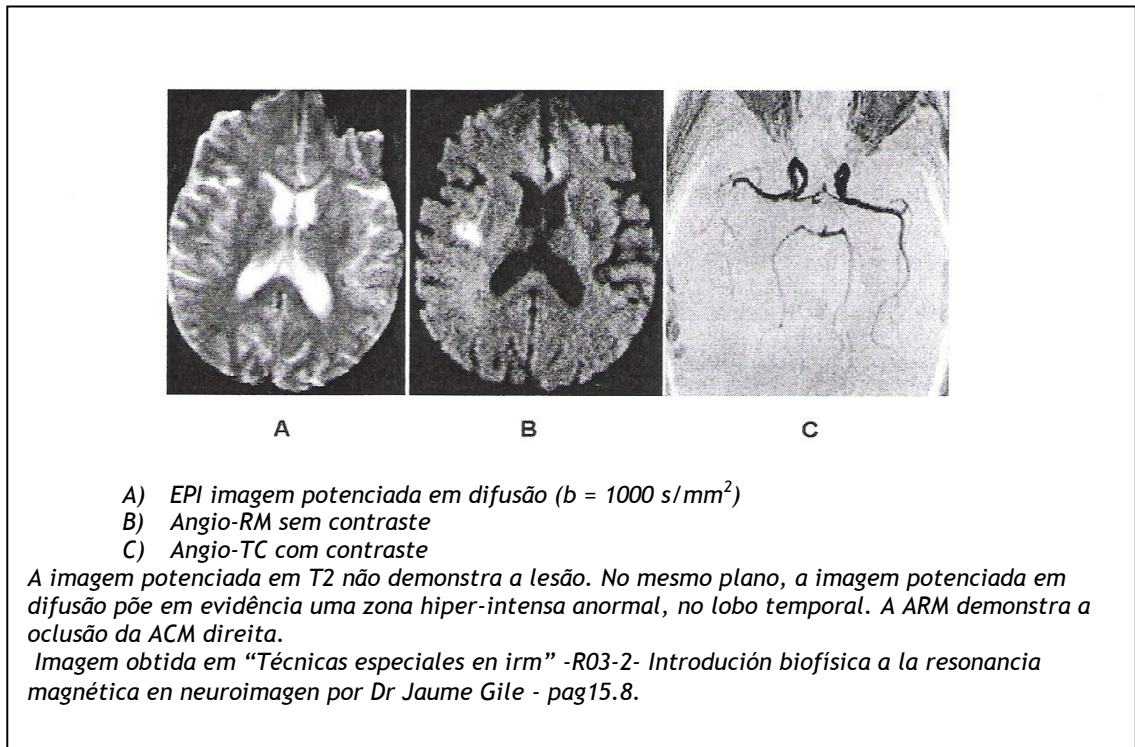 A B C
A) EPI imagem potenciada em difusão (b = 1000 s/mm²)
B) Angio-RM sem contraste
C) Angio-TC com contraste
A imagem potenciada em T2 não demonstra a lesão. No mesmo plano, a imagem potenciada em
difusão põe em evidência uma zona hiper-intensa anormal, no lobo temporal. A ARM demonstra a
oclusão da ACM direita.
Imagem obtida em “Técnicas especiales en irm” -R03-2- Introdución biofísica a la resonancia
magnética en neuroimagen por Dr Jaume Gile - pag15.8.